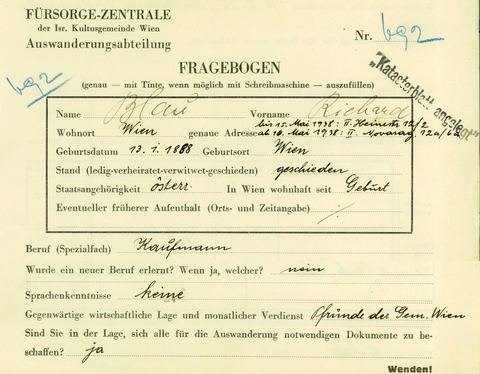 FÜRSORGE-ZENTRALE
der Isr. Kultusgemeinde Wien
Auswanderungsabteilung
Nr. 692
692
FRAGEBOGEN
"Katasterblatt angelegt"
(genau — mit Tinte, wenn möglich mit Schreibmaschine — auszufüllen)
Name Blau Vorname Richard
bis 15. Mai 1938: II. Heinestr. 12/2
Wohnort Wien genaue Adresse ab 18. Mai 1938: II. Novarag. 12a/6
Geburtsdatum 13. 1. 1888 Geburtsort Wien
Stand (ledig-verheiratet-verwitwet-geschieden) geschieden
Staatsangehörigkeit österr. In Wien wohnhaft seit Geburt
Eventueller früherer Aufenthalt (Orts- und Zeitangabe)
Beruf (Spezialfach) Kaufmann
Wurde ein neuer Beruf erlernt? Wenn ja, welcher? nein
Sprachenkenntnisse keine
Gegenwärtige wirtschaftliche Lage und monatlicher Verdienst Pfründe der Gem. Wien
Sind Sie in der Lage, sich alle für die Auswanderung notwendigen Dokumente zu be-
schaffen? ja
Wenden!